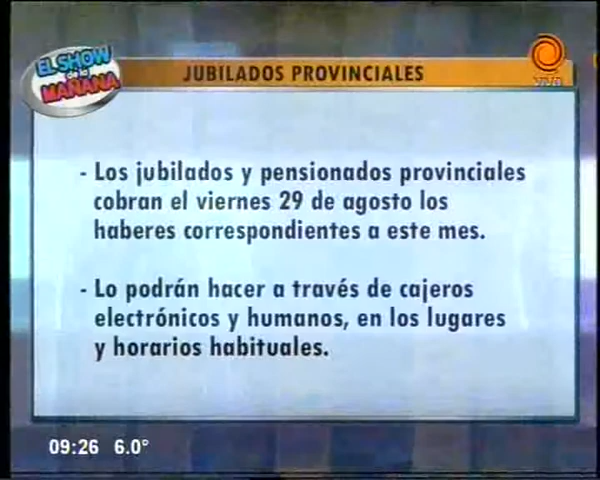 EL SHOW
de la
MAÑANA
JUBILADOS PROVINCIALES
VIVO
- Los jubilados y pensionados provinciales
cobran el viernes 29 de agosto los
haberes correspondientes a este mes.
- Lo podrán hacer a través de cajeros
electrónicos y humanos, en los lugares
y horarios habituales.
09:26 6.0°